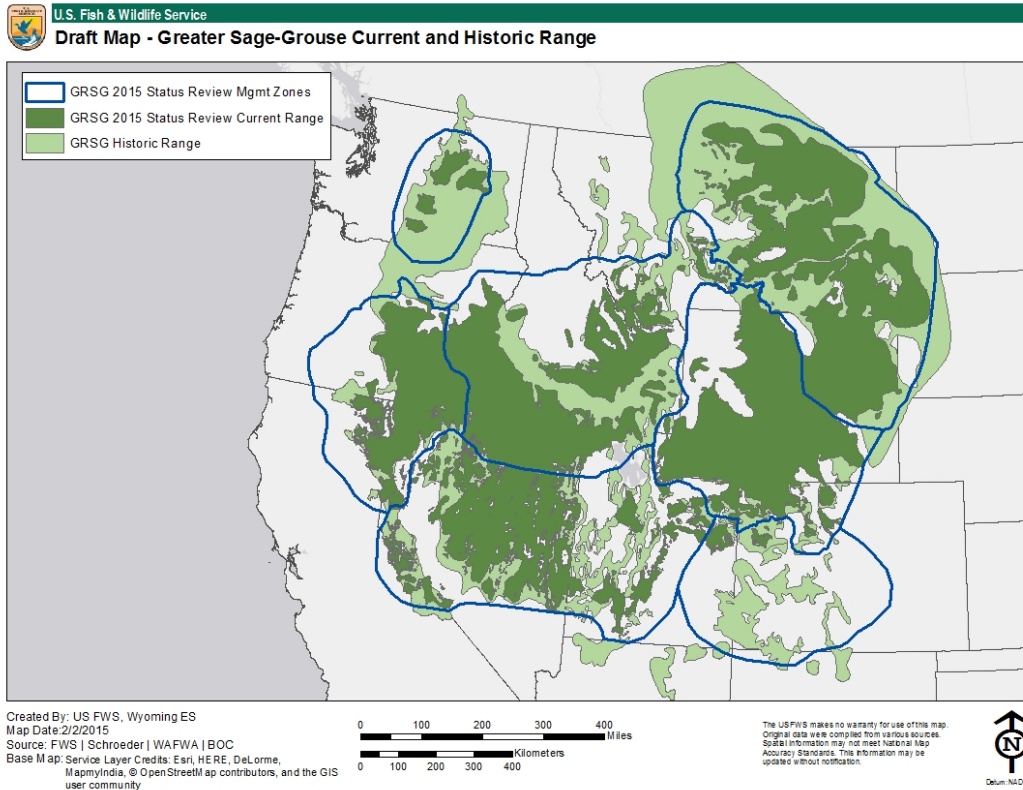 U.S. Fish & Wildlife Service
Draft Map - Greater Sage-Grouse Current and Historic Range
GRSG 2015 Status Review Mgmt Zones
GRSG 2015 Status Review Current Range
GRSG Historic Range
Created By: US FWS, Wyoming ES
Map Date:2/2/2015
Source: FWS | Schroeder | WAFWA | BOC
Base Map: Service Layer Credits: Esri, HERE, DeLorme,
MapmyIndia, © OpenStreetMap contributors, and the GIS
user community
0 100 200 300 400
Miles
Kilometers
0 100 200 300 400
The USFWS makes no warranty for use of this map.
Original data were compiled from various sources.
Spatial information may not meet National Map
Accuracy Standards. This information may be
updated without notification.
N
Datum: NAD